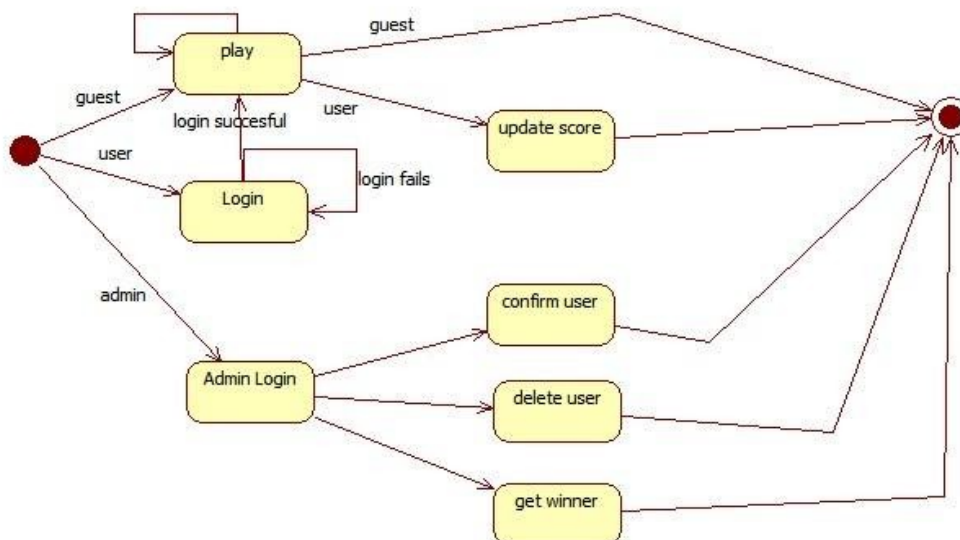 guest
play
guest
login succesful
user
update score
user
Login
login fails
admin
confirm user
Admin Login
delete user
get winner